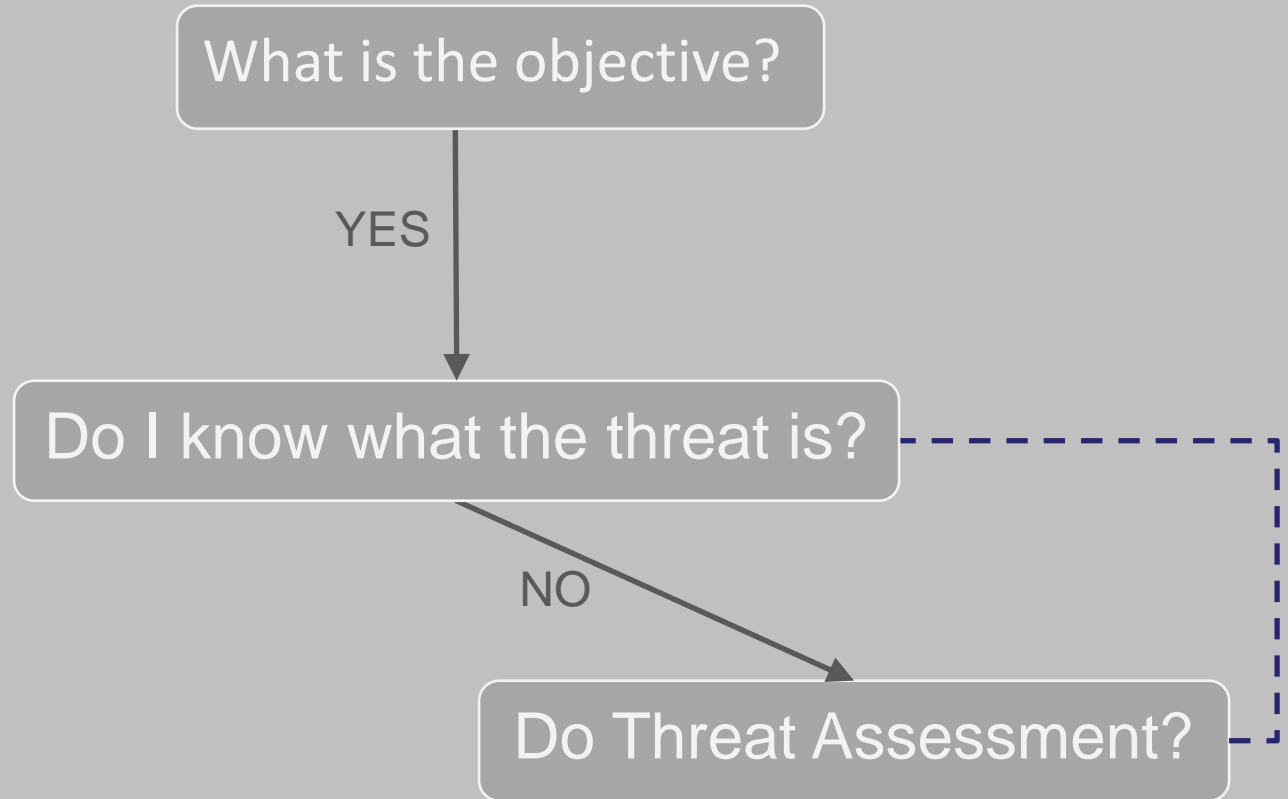 What is the objective?
YES
Do I know what the threat is?
NO
Do Threat Assessment?